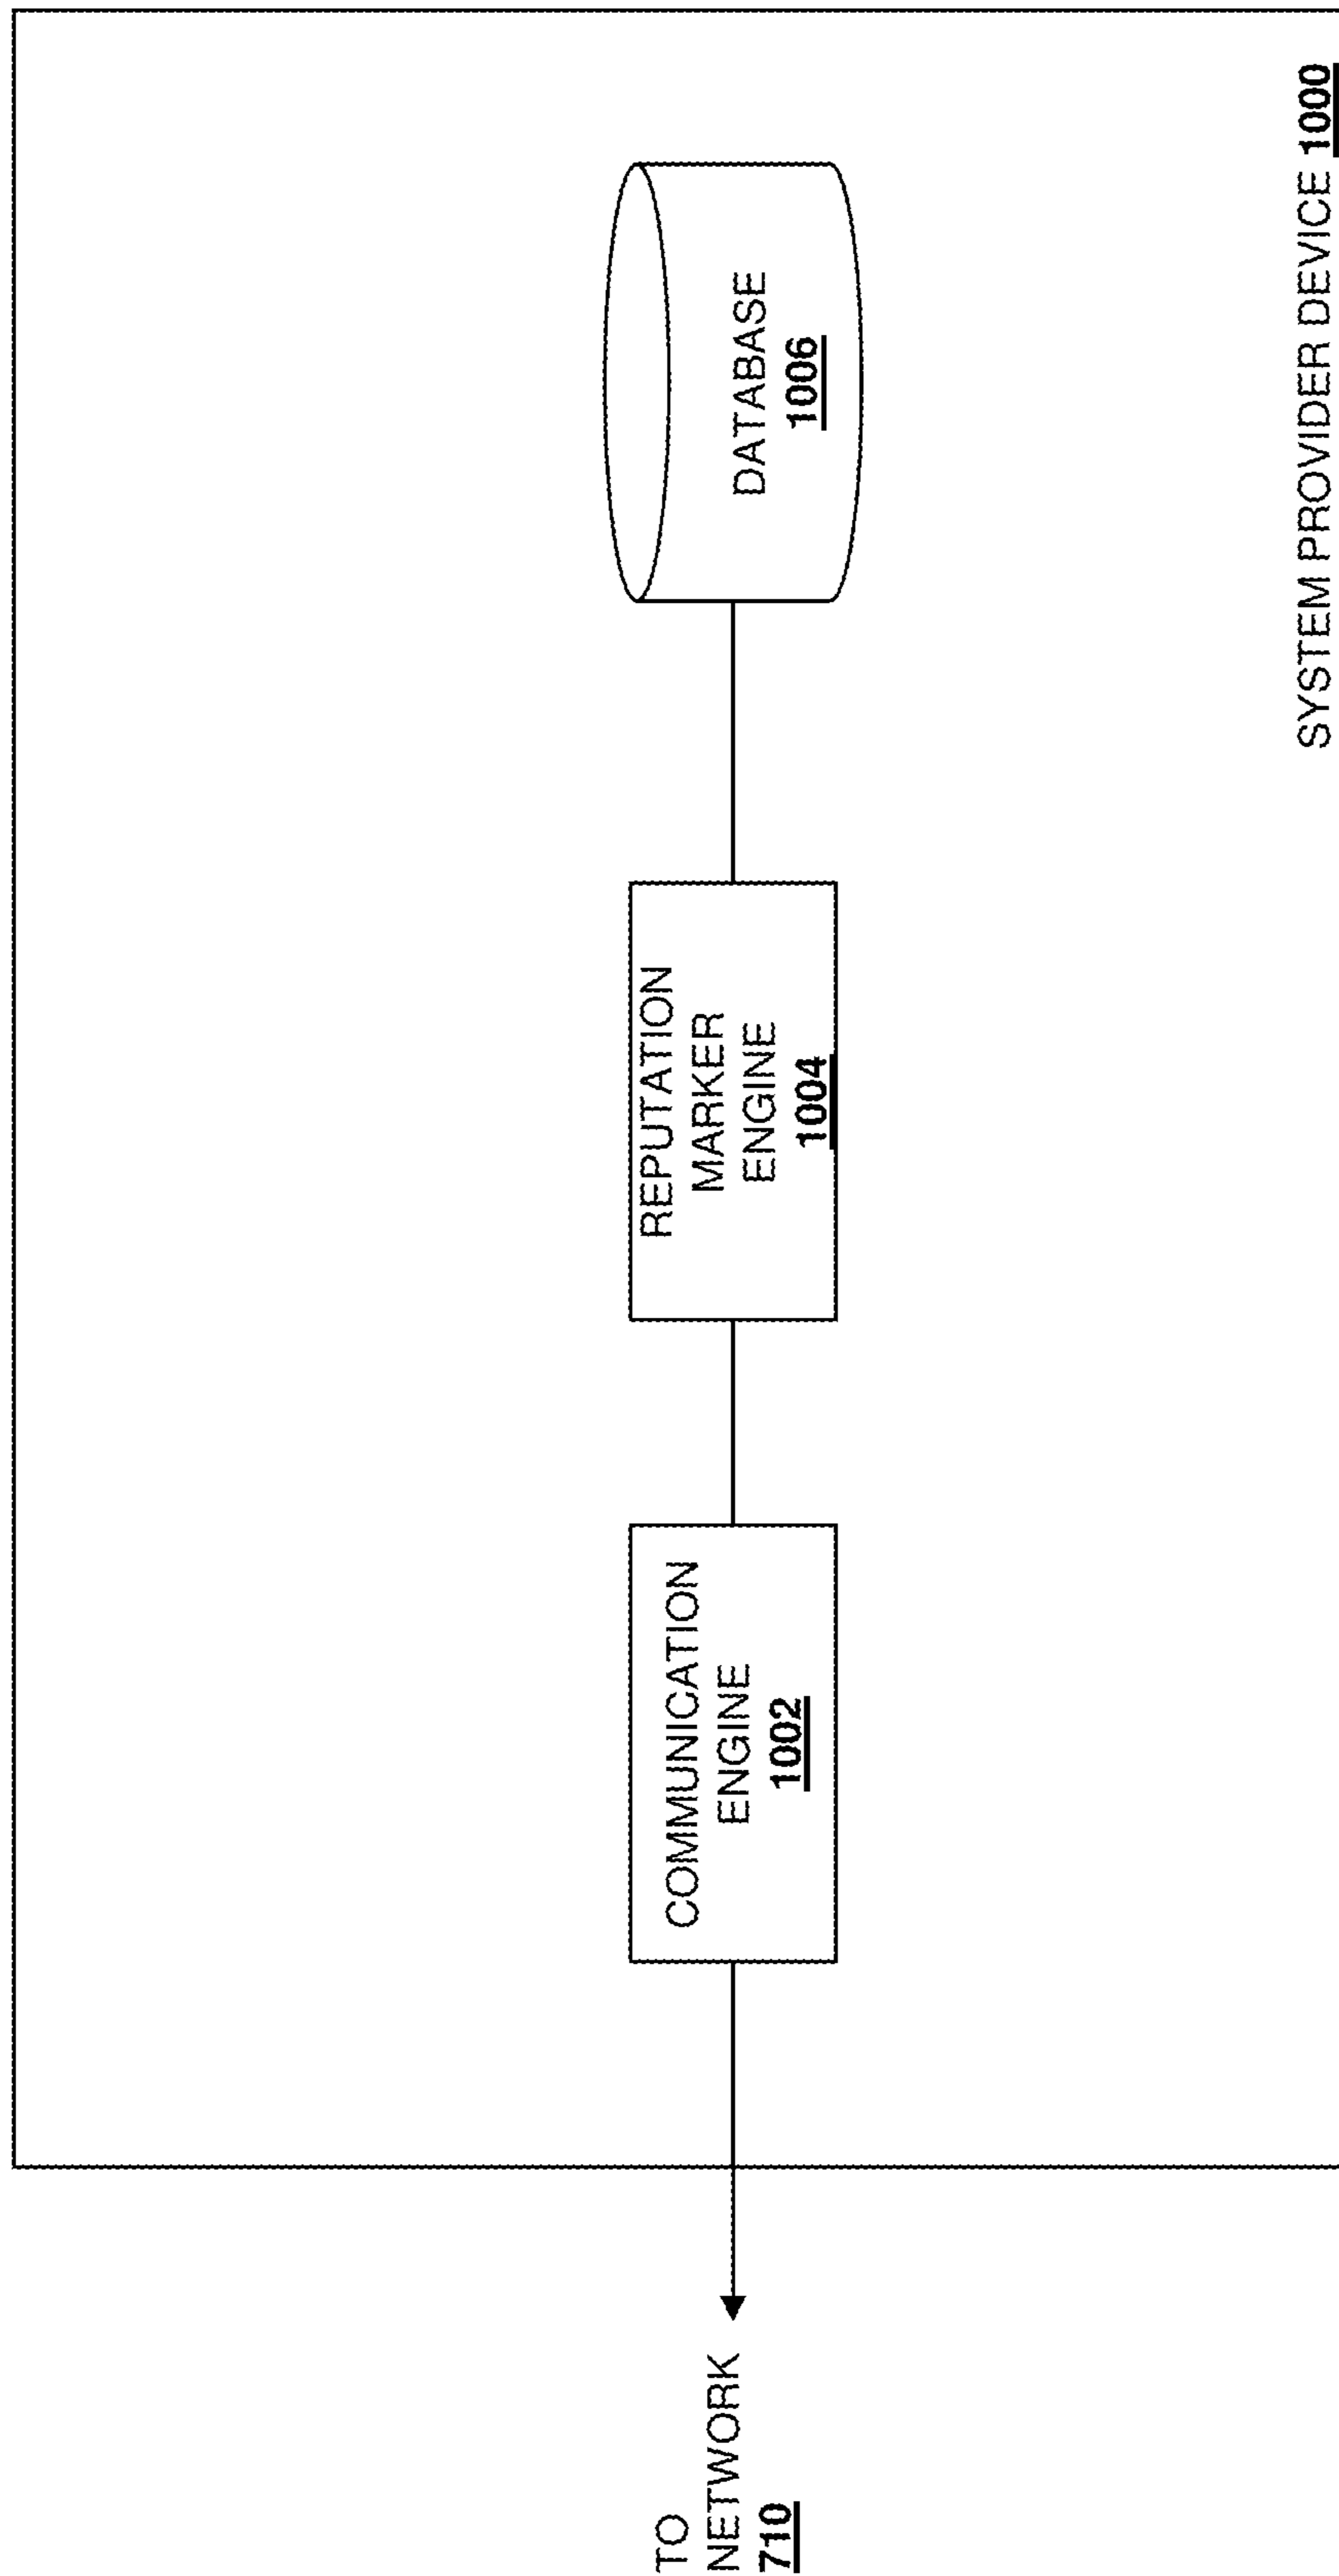 TO
NETWORK
710
COMMUNICATION
ENGINE
1002
REPUTATION
MARKER
ENGINE
1004
DATABASE
1006
SYSTEM PROVIDER DEVICE 1000